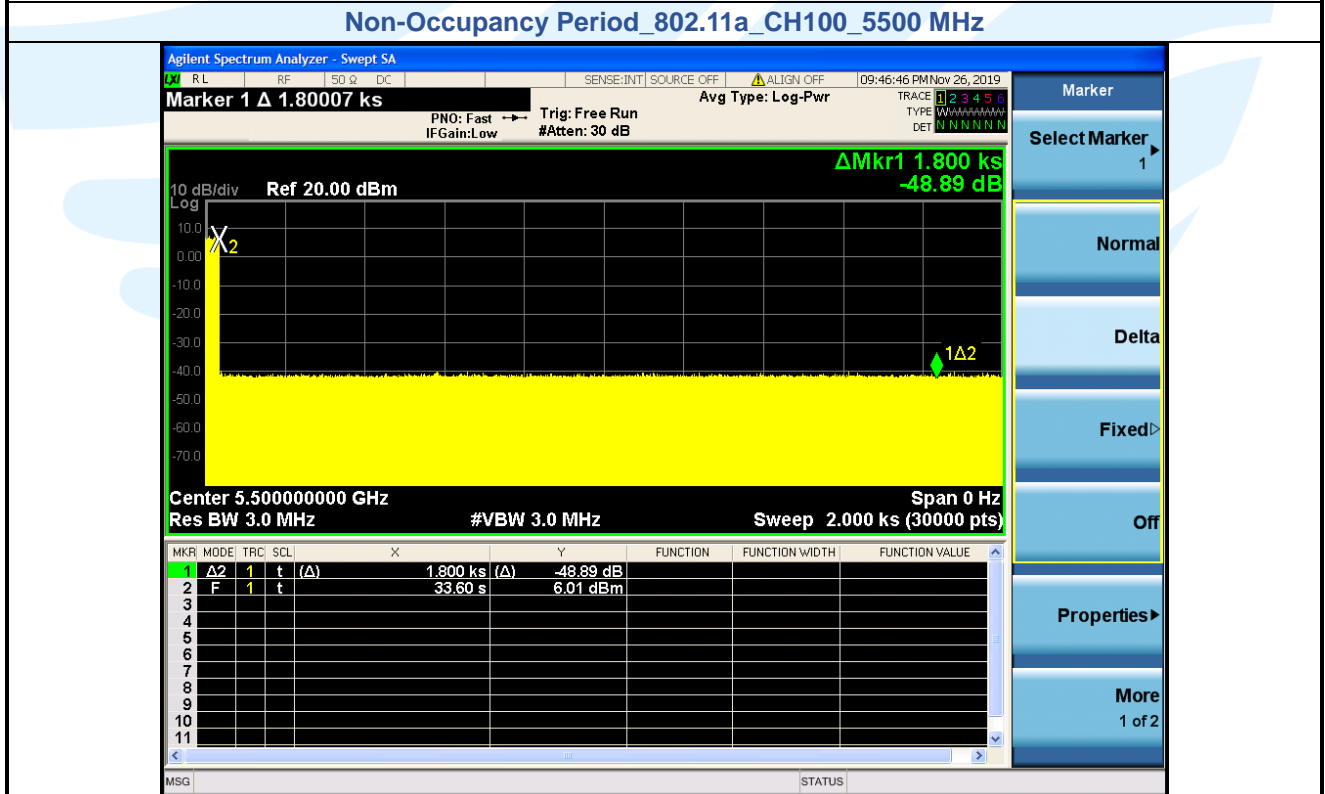 Non-Occupancy Period_802.11a_CH100_5500 MHz
Agilent Spectrum Analyzer - Swept SA
LXI RL RF 50 Ω DC SENSE:INT SOURCE OFF ALIGN OFF 09:46:46 PM Nov 26, 2019
Marker 1 Δ 1.80007 ks
PNO: Fast
IFGain:Low
Trig: Free Run
#Atten: 30 dB
Avg Type: Log-Pwr
TRACE 1 2 3 4 5 6
TYPE WWWWWW
DET N N N N N N
ΔMkr1 1.800 ks
-48.89 dB
10 dB/div Ref 20.00 dBm
Log
10.0
0.00
-10.0
-20.0
-30.0
-40.0
-50.0
-60.0
-70.0
X2
1Δ2
Center 5.500000000 GHz Span 0 Hz
Res BW 3.0 MHz #VBW 3.0 MHz Sweep 2.000 ks (30000 pts)
MKR MODE TRC SCL X Y FUNCTION FUNCTION WIDTH FUNCTION VALUE
1 Δ2 1 t (Δ) 1.800 ks (Δ) -48.89 dB
2 F 1 t 33.60 s 6.01 dBm
3
4
5
6
7
8
9
10
11
MSG STATUS
Marker
Select Marker
1
Normal
Delta
Fixed
Off
Properties
More
1 of 2